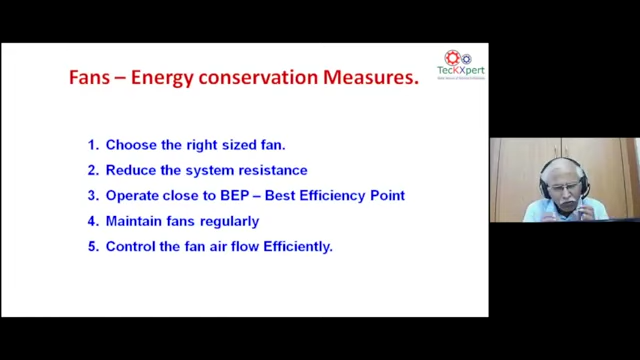 Fans – Energy conservation Measures.
TecKXpert
1. Choose the right sized fan.
2. Reduce the system resistance
3. Operate close to BEP – Best Efficiency Point
4. Maintain fans regularly
5. Control the fan air flow Efficiently.